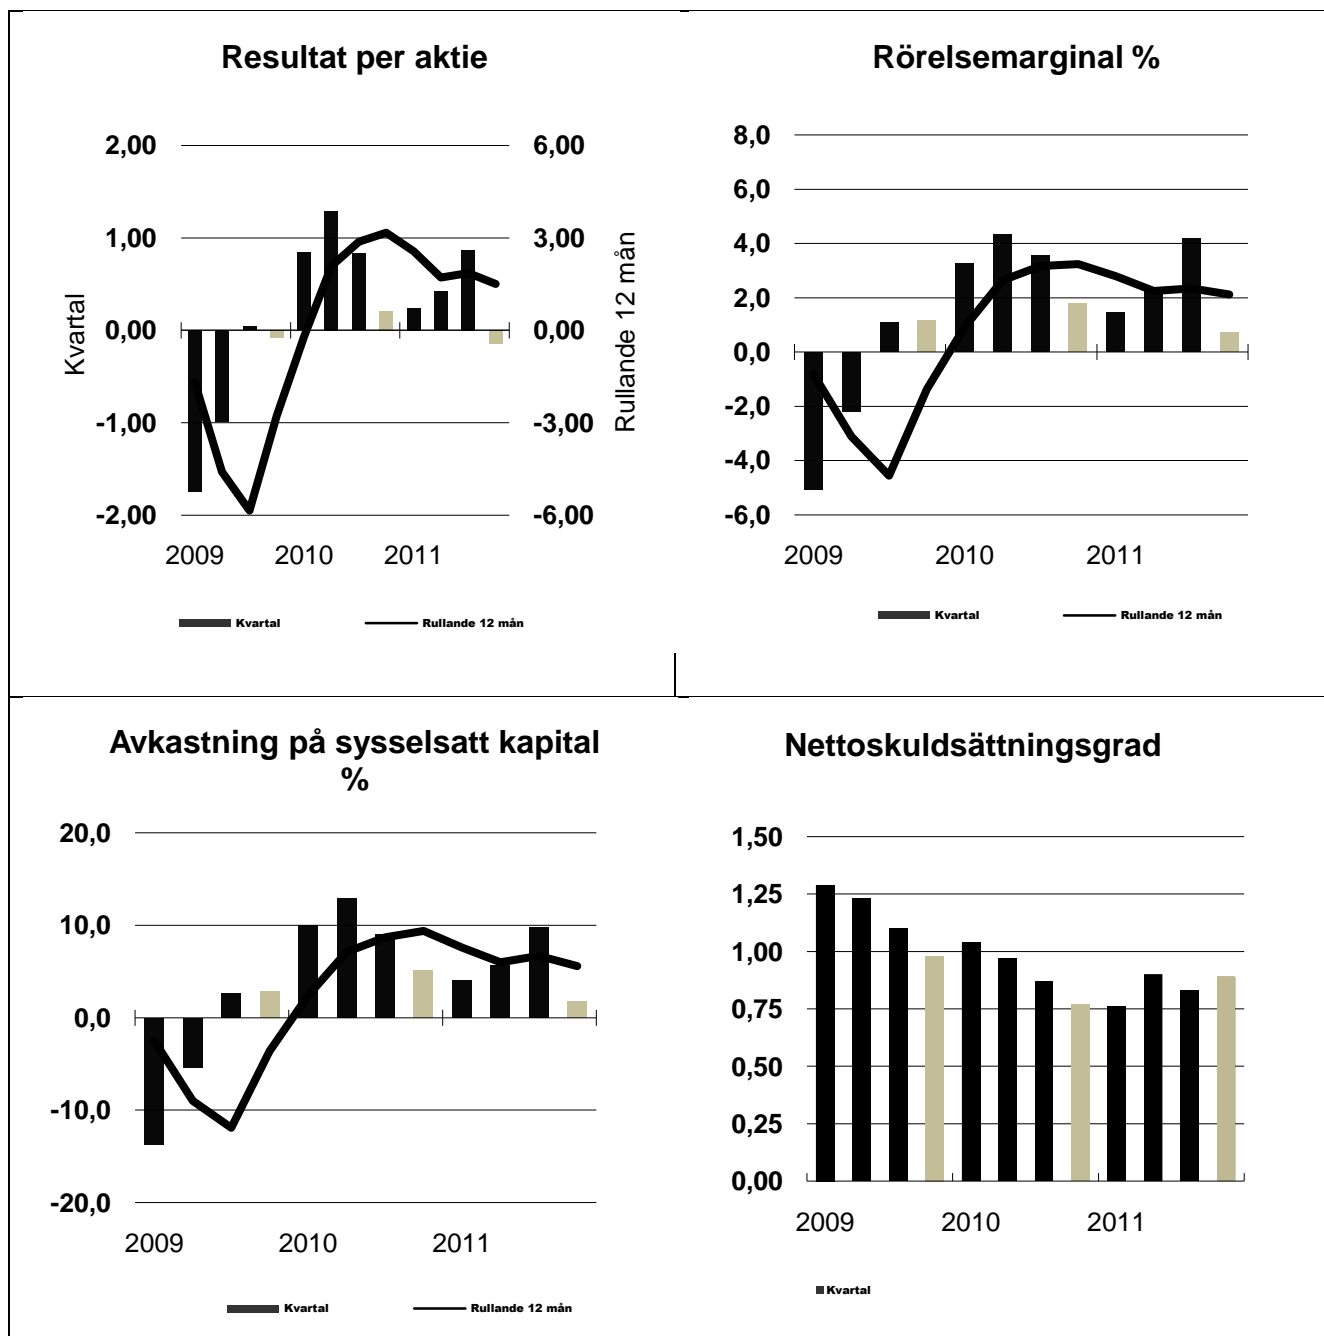 Resultat per aktie
2,00
6,00
1,00
3,00
0,00
0,00
-1,00
-3,00
-2,00
-6,00
Kvartal
Rullande 12 mån
2009 2010 2011
Kvartal Rullande 12 mån
Rörelsemarginal %
8,0
6,0
4,0
2,0
0,0
-2,0
-4,0
-6,0
2009 2010 2011
Kvartal Rullande 12 mån
Avkastning på sysselsatt kapital
%
20,0
10,0
0,0
-10,0
-20,0
2009 2010 2011
Kvartal Rullande 12 mån
Nettoskuldsättningsgrad
1,50
1,25
1,00
0,75
0,50
0,25
0,00
2009 2010 2011
Kvartal